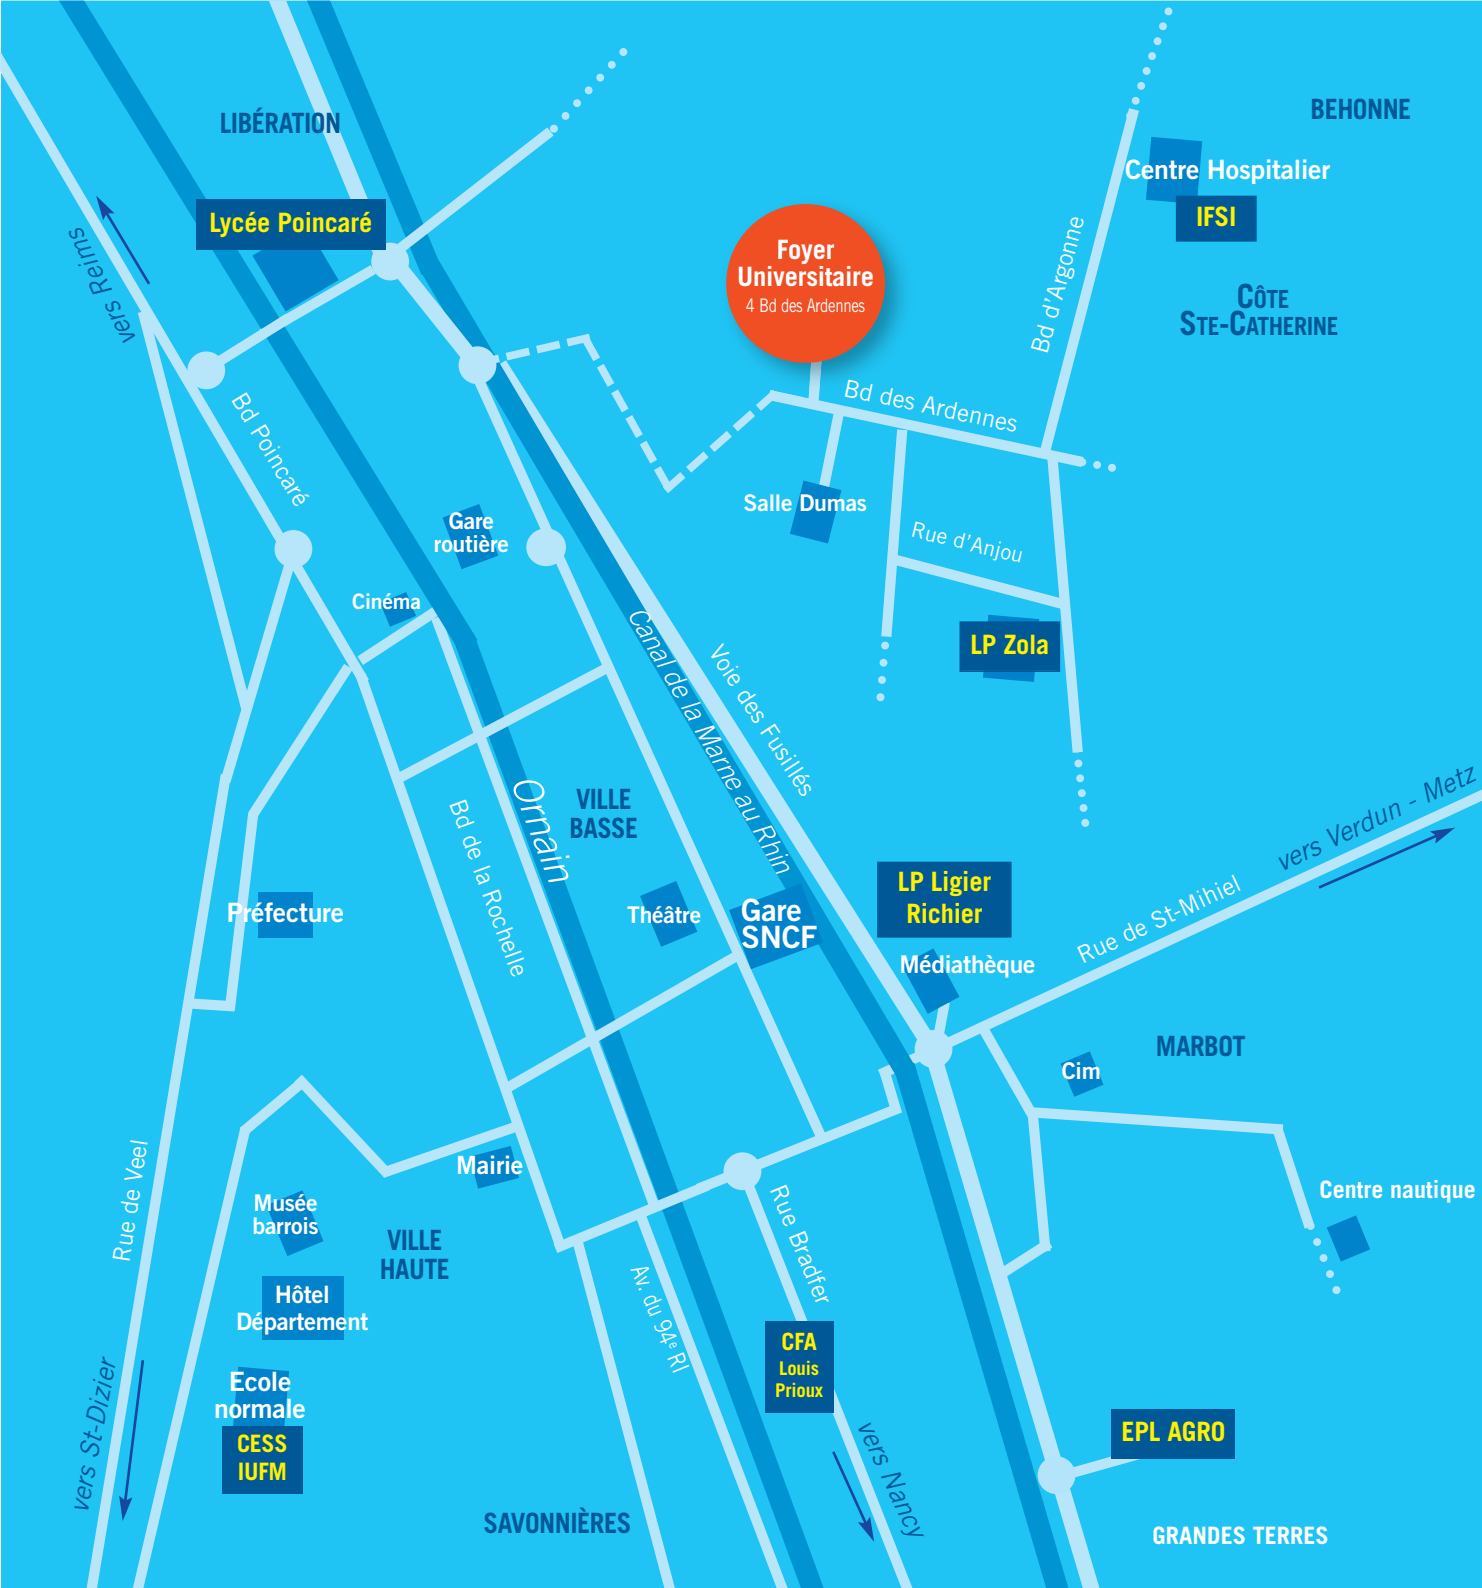 BEHONNE
LIBÉRATION
Centre Hospitalier
IFSI
Lycée Poincaré
vers Reims
Foyer
Universitaire
4 Bd des Ardennes
Bd d'Argonne
CÔTE
STE-CATHERINE
Bd Poincaré
Bd des Ardennes
Salle Dumas
Gare
routière
Rue d'Anjou
Cinéma
LP Zola
Canal de la Marne au Rhin
Voie des Fusillés
Ornain
VILLE
BASSE
Bd de la Rochelle
vers Verdun - Metz
LP Ligier
Richier
Rue de St-Mihiel
Préfecture
Théâtre
Gare
SNCF
Médiathèque
MARBOT
Cim
Rue de Veel
Mairie
Centre nautique
Musée
barrois
VILLE
HAUTE
Rue Bradfer
Av. du 94e RI
Hôtel
Département
CFA
Louis
Prioux
Ecole
normale
CESS
IUFM
vers St-Dizier
vers Nancy
EPL AGRO
SAVONNIÈRES
GRANDES TERRES